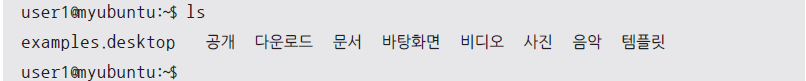 user1@myubuntu:~$ ls
examples.desktop 공개 다운로드 문서 바탕화면 비디오 사진 음악 템플릿
user1@myubuntu:~$